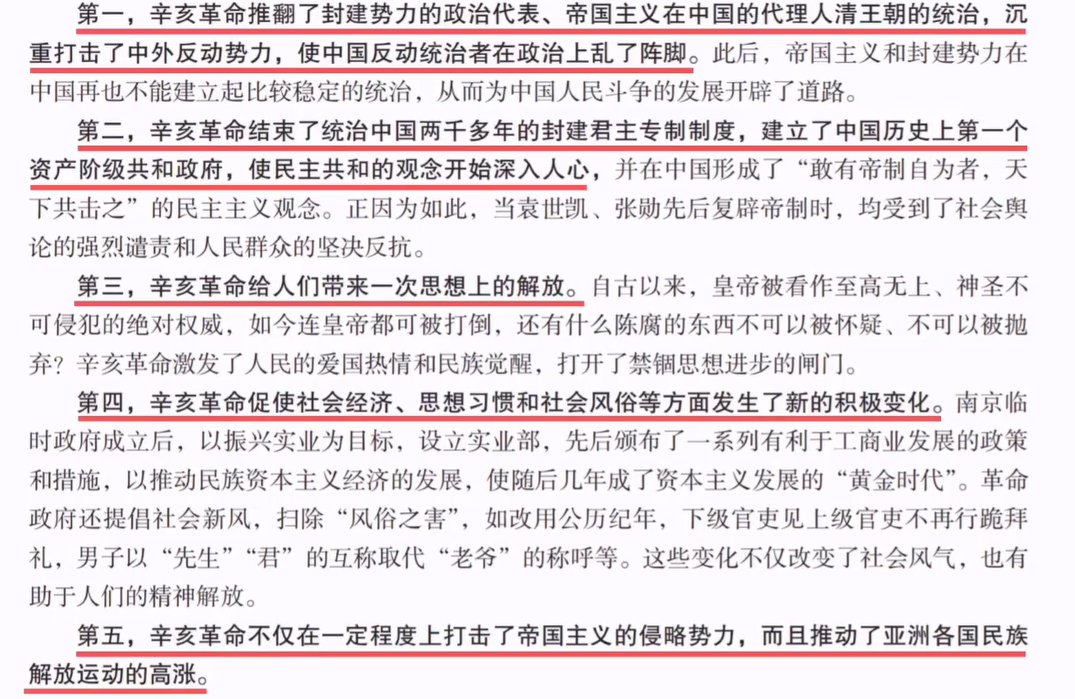 第一，辛亥革命推翻了封建势力的政治代表、帝国主义在中国的代理人清王朝的统治，沉
重打击了中外反动势力，使中国反动统治者在政治上乱了阵脚。此后，帝国主义和封建势力在
中国再也不能建立起比较稳定的统治，从而为中国人民斗争的发展开辟了道路。
第二，辛亥革命结束了统治中国两千多年的封建君主专制制度，建立了中国历史上第一个
资产阶级共和政府，使民主共和的观念开始深入人心，并在中国形成了“敢有帝制自为者，天
下共击之”的民主主义观念。正因为如此，当袁世凯、张勋先后复辟帝制时，均受到了社会舆
论的强烈谴责和人民群众的坚决反抗。
第三，辛亥革命给人们带来一次思想上的解放。自古以来，皇帝被看作至高无上、神圣不
可侵犯的绝对权威，如今连皇帝都可被打倒，还有什么陈腐的东西不可以被怀疑、不可以被抛
弃？辛亥革命激发了人民的爱国热情和民族觉醒，打开了禁锢思想进步的闸门。
第四，辛亥革命促使社会经济、思想习惯和社会风俗等方面发生了新的积极变化。南京临
时政府成立后，以振兴实业为目标，设立实业部，先后颁布了一系列有利于工商业发展的政策
和措施，以推动民族资本主义经济的发展，使随后几年成了资本主义发展的“黄金时代”。革命
政府还提倡社会新风，扫除“风俗之害”，如改用公历纪年，下级官吏见上级官吏不再行跪拜
礼，男子以“先生”“君”的互称取代“老爷”的称呼等。这些变化不仅改变了社会风气，也有
助于人们的精神解放。
第五，辛亥革命不仅在一定程度上打击了帝国主义的侵略势力，而且推动了亚洲各国民族
解放运动的高涨。